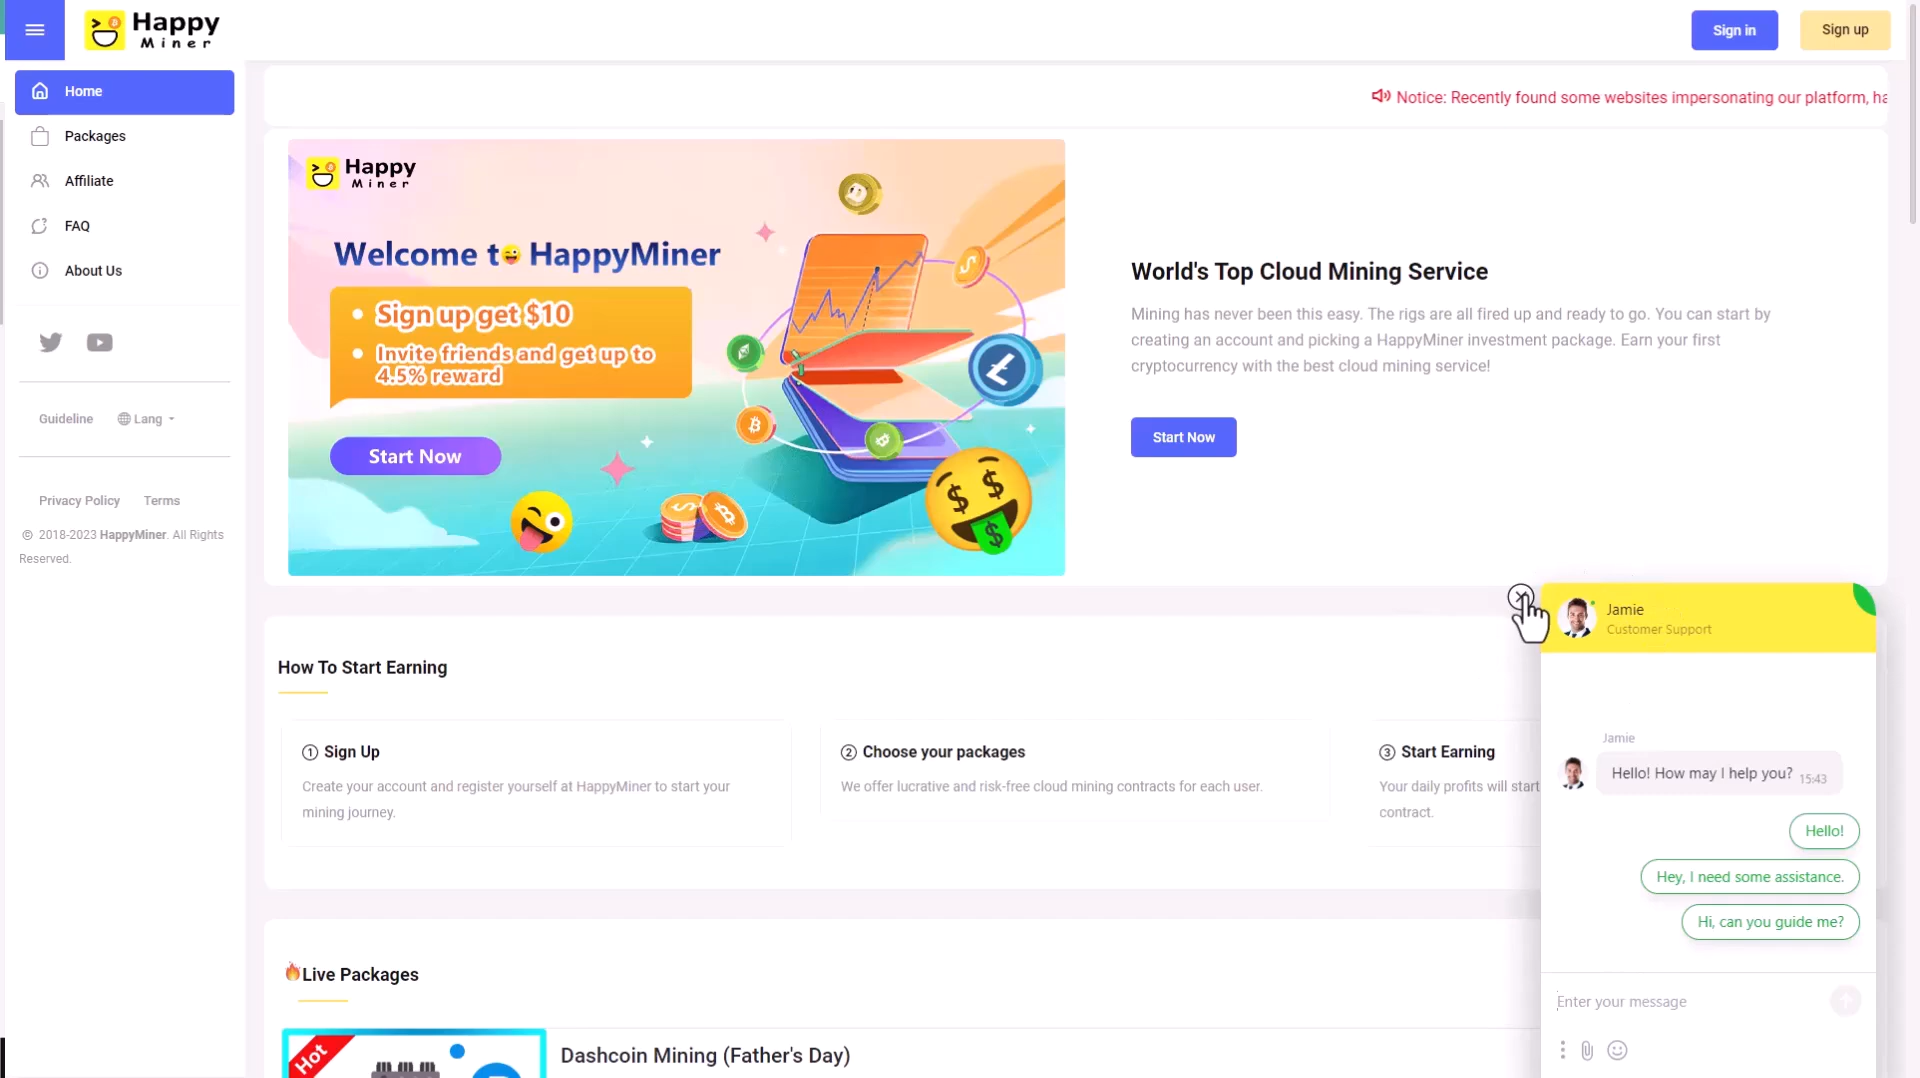 Happy
Miner
Sign in
Sign up
Home
Packages
Affiliate
FAQ
About Us
Guideline
Lang
Privacy Policy
Terms
© 2018-2023 HappyMiner. All Rights
Reserved.
Notice: Recently found some websites impersonating our platform, ha
Happy
Miner
Welcome to HappyMiner
Sign up get $10
Invite friends and get up to
4.5% reward
Start Now
World's Top Cloud Mining Service
Mining has never been this easy. The rigs are all fired up and ready to go. You can start by
creating an account and picking a HappyMiner investment package. Earn your first
cryptocurrency with the best cloud mining service!
Start Now
How To Start Earning
1 Sign Up
Create your account and register yourself at HappyMiner to start your
mining journey.
2 Choose your packages
We offer lucrative and risk-free cloud mining contracts for each user.
3 Start Earning
Your daily profits will start
contract.
Live Packages
Hot
Dashcoin Mining (Father's Day)
Jamie
Customer Support
Jamie
Hello! How may I help you? 15:43
Hello!
Hey, I need some assistance.
Hi, can you guide me?
Enter your message